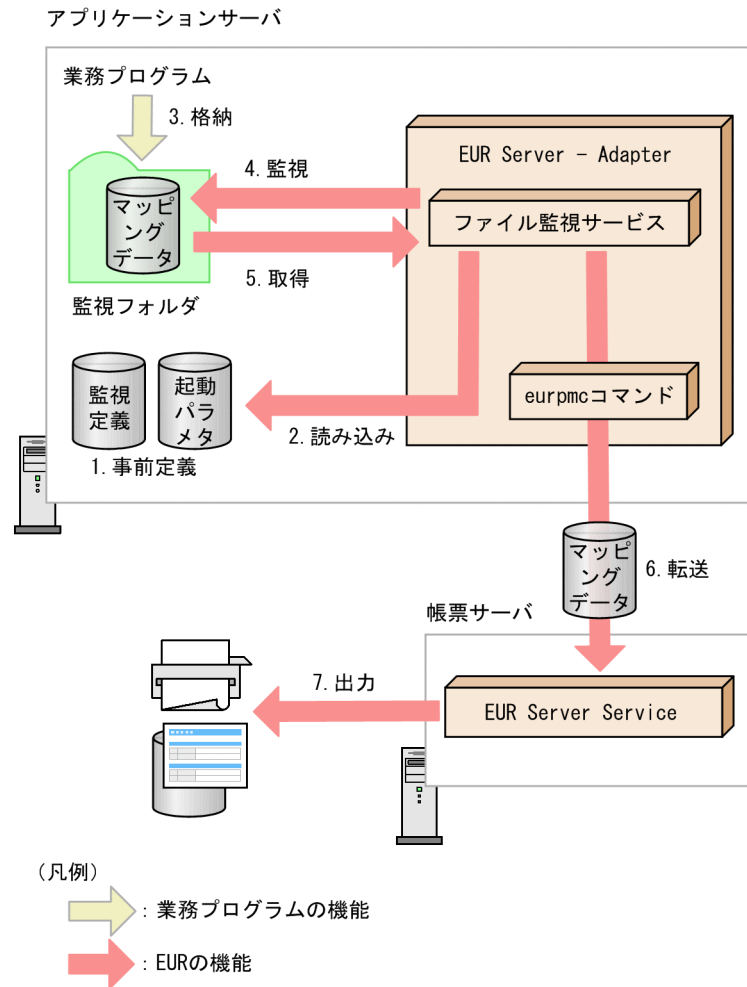 アプリケーションサーバ
業務プログラム
3.格納
EUR Server － Adapter
4.監視
マッピ
ング
データ
ファイル監視サービス
5.取得
監視フォルダ
監視
定義
起動
パラ
メタ
eurpmcコマンド
2.読み込み
1.事前定義
マッピ
ング
データ
6.転送
帳票サーバ
7.出力
EUR Server Service
（凡例）
：業務プログラムの機能
：EURの機能